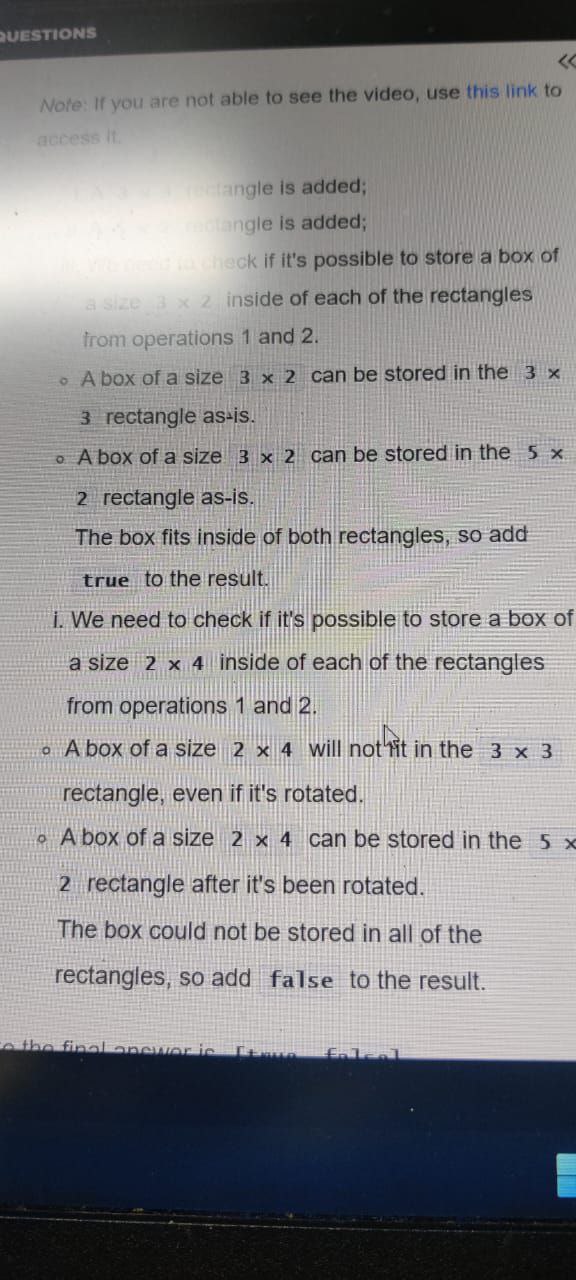 QUESTIONS
Note: If you are not able to see the video, use this link to
access it.
rectangle is added;
rectangle is added;
We need to check if it's possible to store a box of
a size 3 x 2 inside of each of the rectangles
from operations 1 and 2.
◦ A box of a size 3 x 2 can be stored in the 3 x
3 rectangle as-is.
◦ A box of a size 3 x 2 can be stored in the 5 x
2 rectangle as-is.
The box fits inside of both rectangles, so add
true to the result.
i. We need to check if it's possible to store a box of
a size 2 x 4 inside of each of the rectangles
from operations 1 and 2.
◦ A box of a size 2 x 4 will not fit in the 3 x 3
rectangle, even if it's rotated.
◦ A box of a size 2 x 4 can be stored in the 5 x
2 rectangle after it's been rotated.
The box could not be stored in all of the
rectangles, so add false to the result.
the final answer is [true, false]